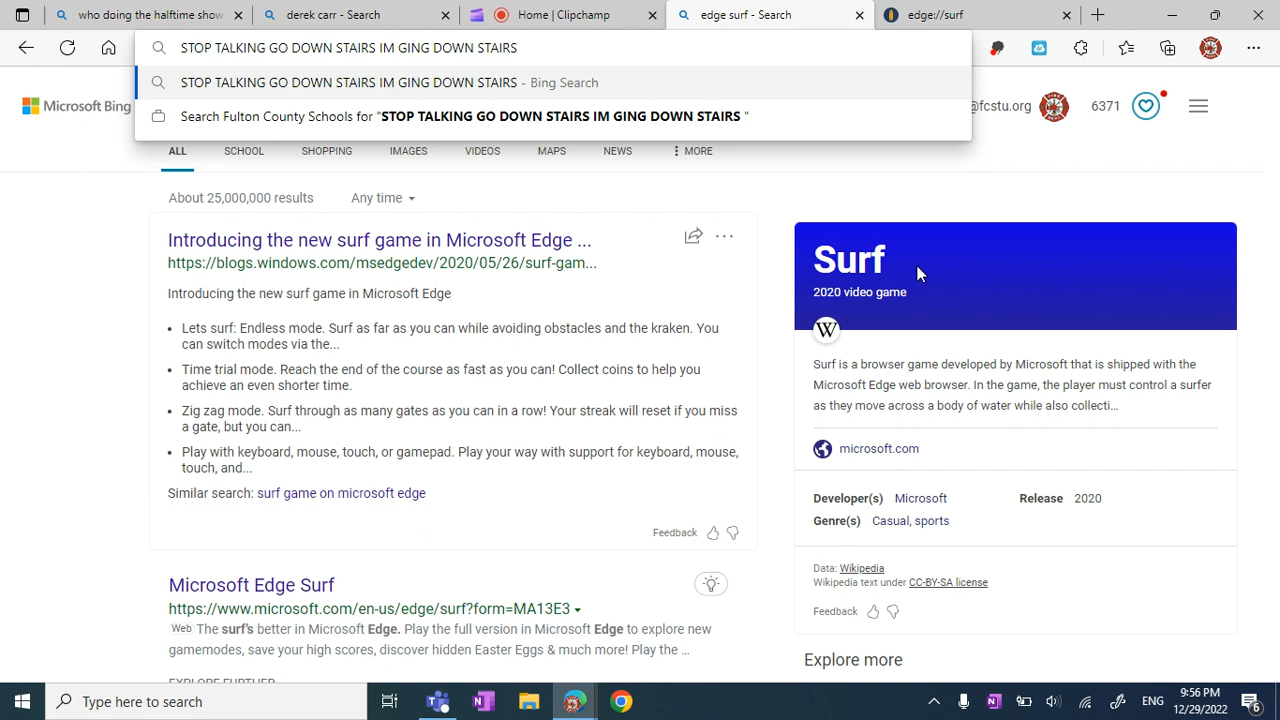 who doing the halftime show
derek carr - Search
Home | Clipchamp
edge surf - Search
edge://surf
STOP TALKING GO DOWN STAIRS IM GING DOWN STAIRS
STOP TALKING GO DOWN STAIRS IM GING DOWN STAIRS - Bing Search
Search Fulton County Schools for "STOP TALKING GO DOWN STAIRS IM GING DOWN STAIRS "
Microsoft Bing
@fcstu.org
6371
ALL SCHOOL SHOPPING IMAGES VIDEOS MAPS NEWS MORE
About 25,000,000 results Any time
Introducing the new surf game in Microsoft Edge ...
https://blogs.windows.com/msedgedev/2020/05/26/surf-gam...
Introducing the new surf game in Microsoft Edge
• Lets surf: Endless mode. Surf as far as you can while avoiding obstacles and the kraken. You
can switch modes via the...
• Time trial mode. Reach the end of the course as fast as you can! Collect coins to help you
achieve an even shorter time.
• Zig zag mode. Surf through as many gates as you can in a row! Your streak will reset if you miss
a gate, but you can...
• Play with keyboard, mouse, touch, or gamepad. Play your way with support for keyboard, mouse,
touch, and...
Similar search: surf game on microsoft edge
Feedback
Microsoft Edge Surf
https://www.microsoft.com/en-us/edge/surf?form=MA13E3
Web The surf's better in Microsoft Edge. Play the full version in Microsoft Edge to explore new
gamemodes, save your high scores, discover hidden Easter Eggs & much more! Play the ...
EXPLORE FURTHER
Surf
2020 video game
W
Surf is a browser game developed by Microsoft that is shipped with the
Microsoft Edge web browser. In the game, the player must control a surfer
as they move across a body of water while also collecti...
microsoft.com
Developer(s) Microsoft Release 2020
Genre(s) Casual, sports
Data: Wikipedia
Wikipedia text under CC-BY-SA license
Feedback
Explore more
Type here to search
ENG
9:56 PM
12/29/2022
6